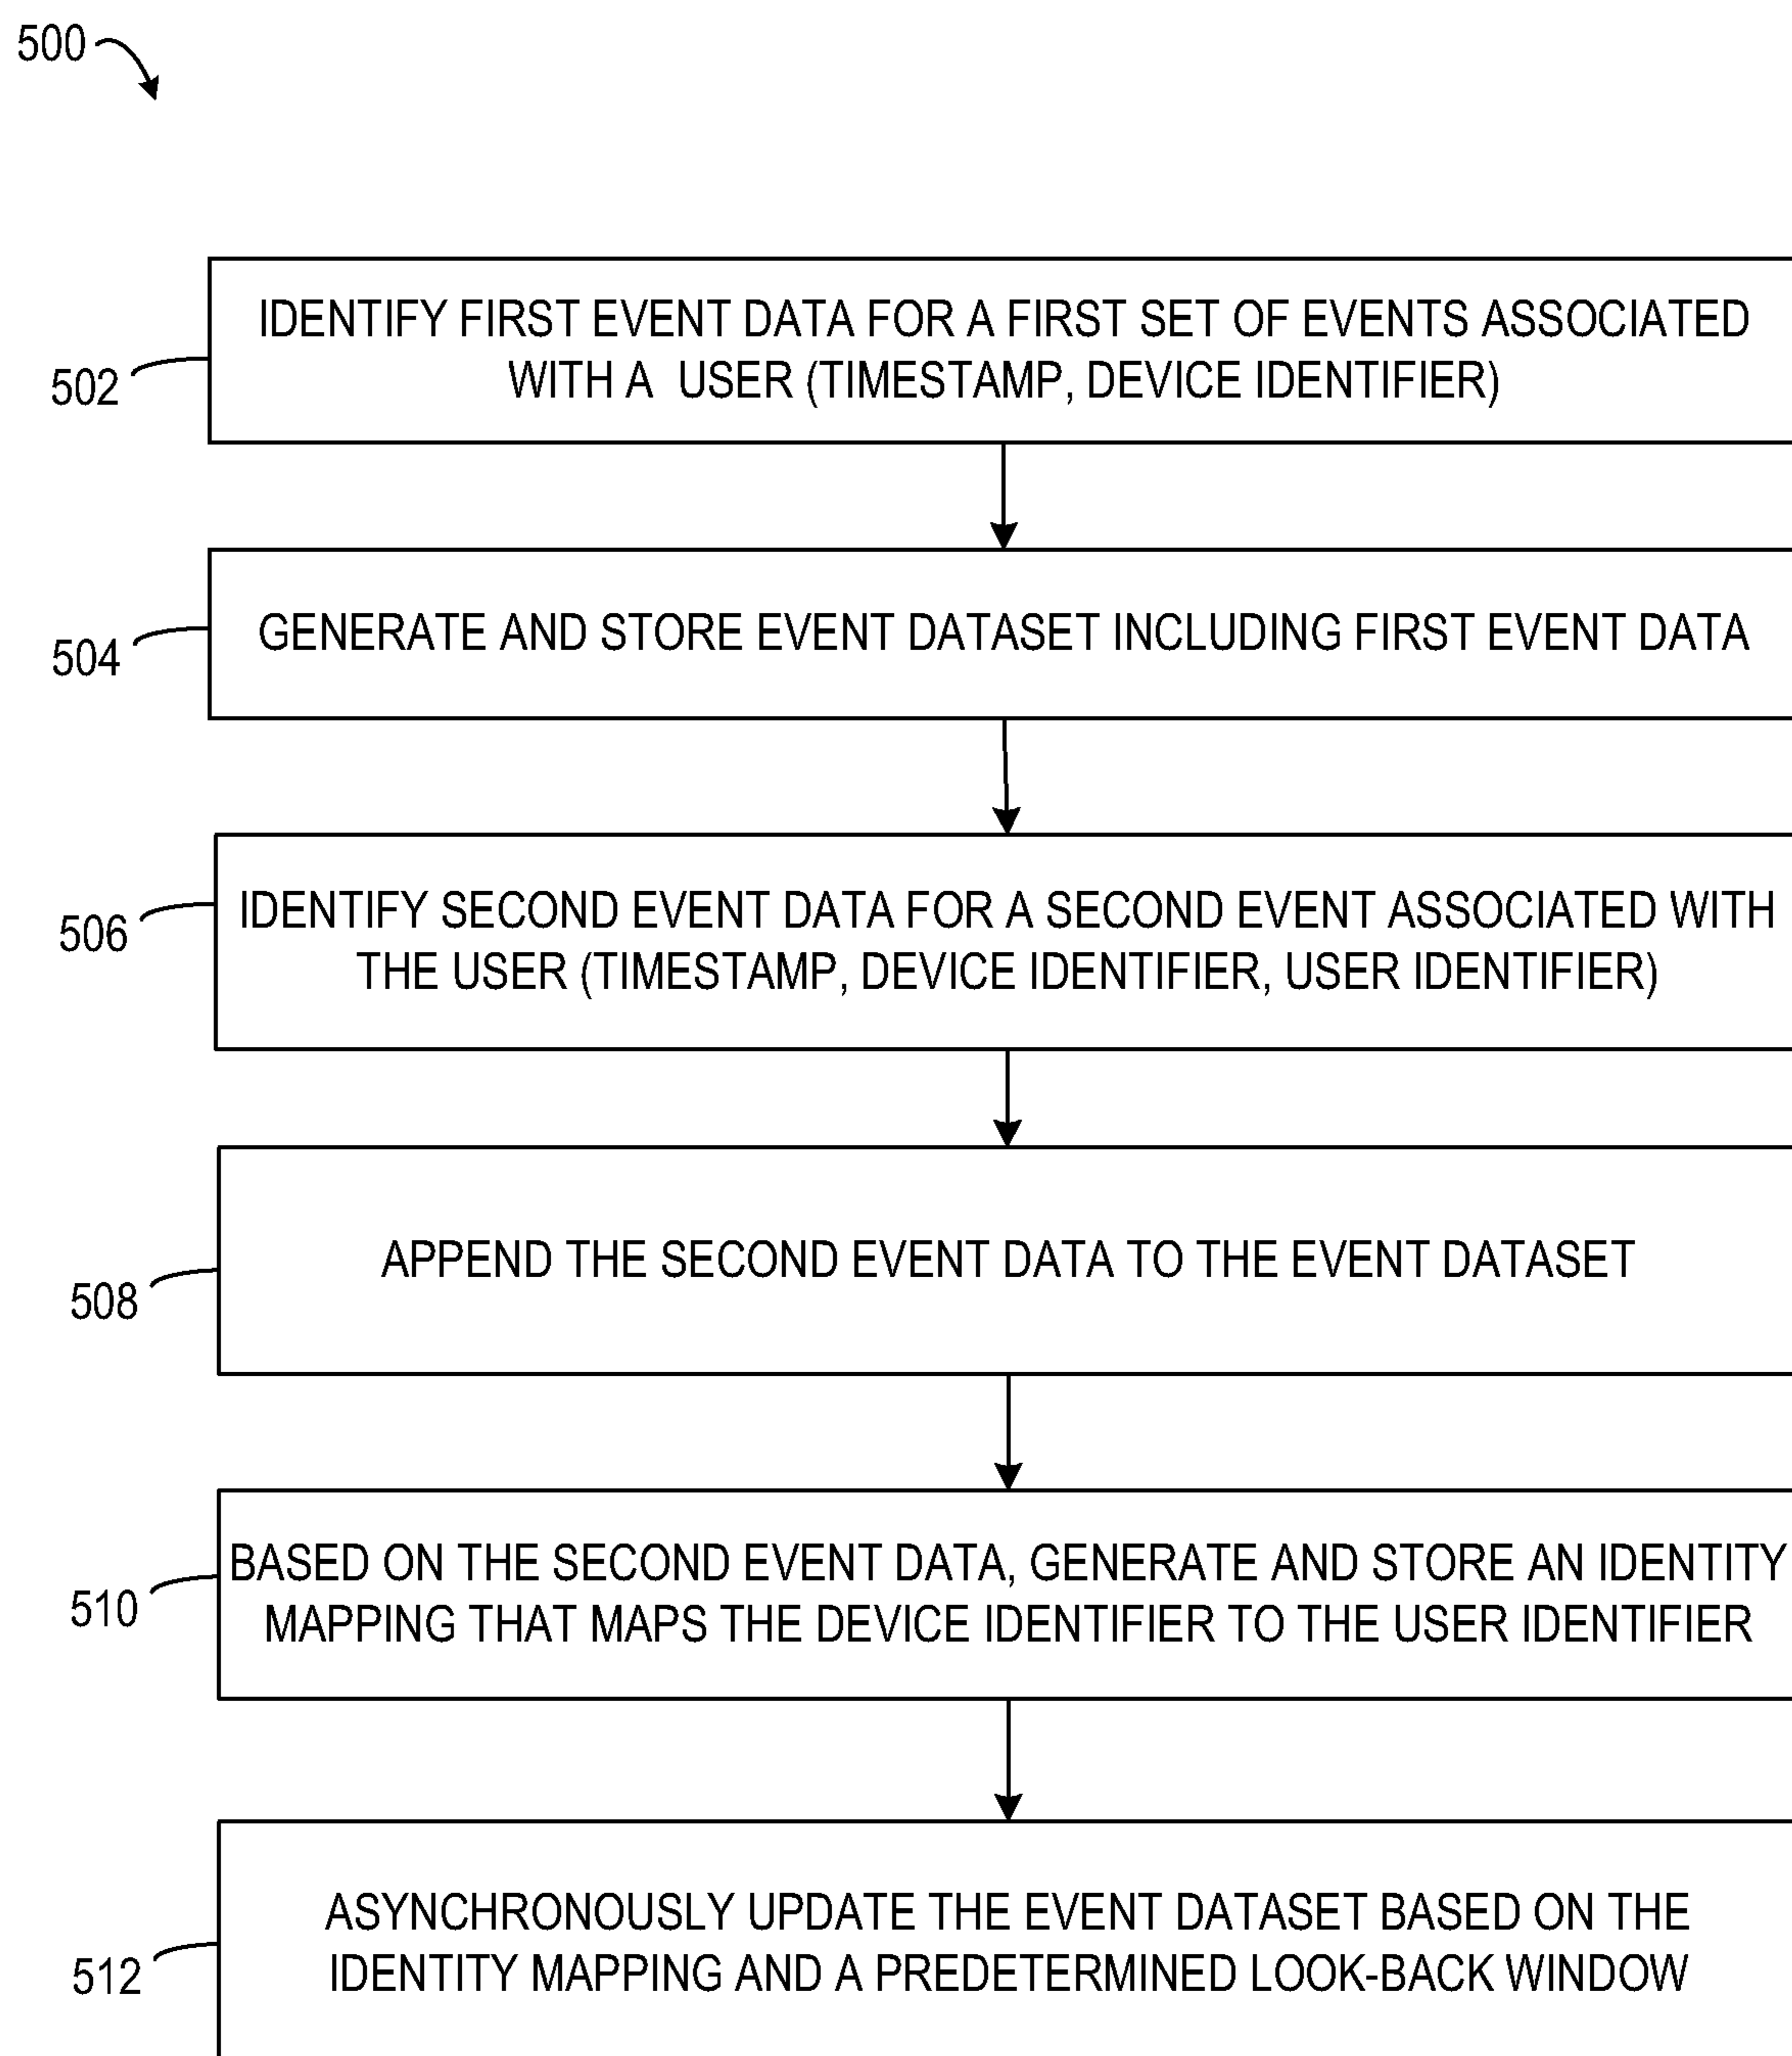 500
IDENTIFY FIRST EVENT DATA FOR A FIRST SET OF EVENTS ASSOCIATED
WITH A USER (TIMESTAMP, DEVICE IDENTIFIER)
502
GENERATE AND STORE EVENT DATASET INCLUDING FIRST EVENT DATA
504
IDENTIFY SECOND EVENT DATA FOR A SECOND EVENT ASSOCIATED WITH
THE USER (TIMESTAMP, DEVICE IDENTIFIER, USER IDENTIFIER)
506
APPEND THE SECOND EVENT DATA TO THE EVENT DATASET
508
BASED ON THE SECOND EVENT DATA, GENERATE AND STORE AN IDENTITY
MAPPING THAT MAPS THE DEVICE IDENTIFIER TO THE USER IDENTIFIER
510
ASYNCHRONOUSLY UPDATE THE EVENT DATASET BASED ON THE
IDENTITY MAPPING AND A PREDETERMINED LOOK-BACK WINDOW
512